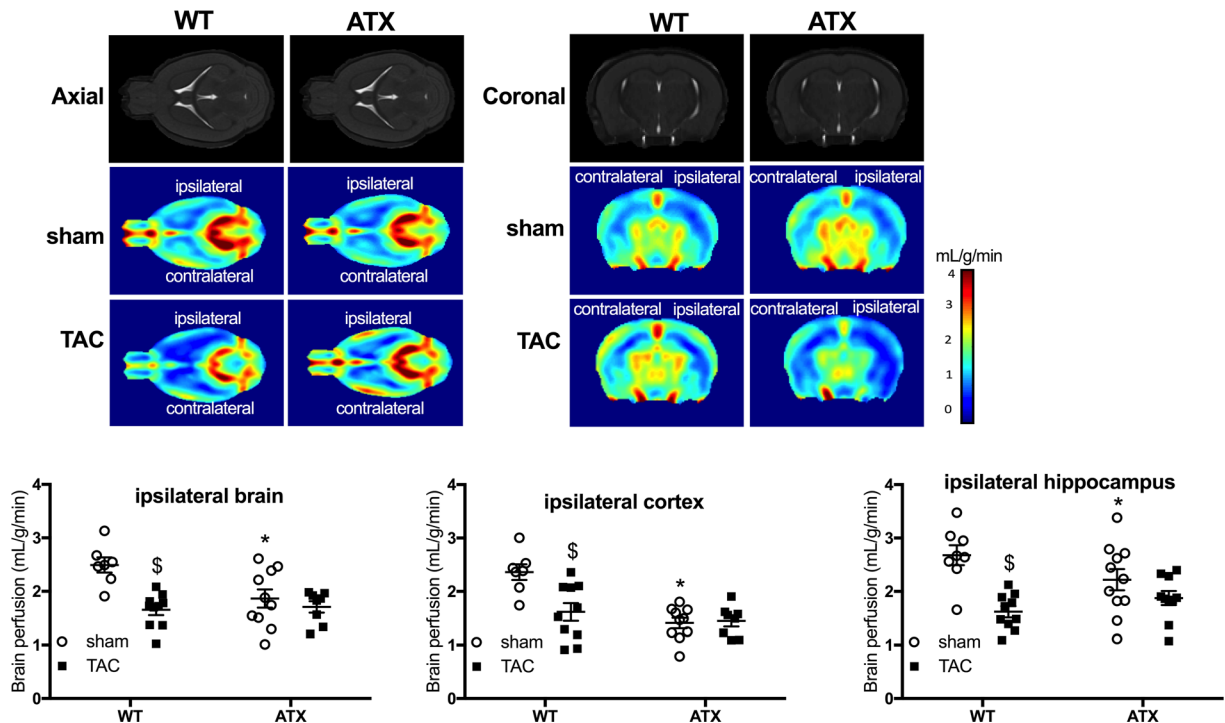 WT ATX WT ATX
Axial Coronal
ipsilateral ipsilateral contralateral ipsilateral contralateral ipsilateral
sham sham
contralateral contralateral
mL/g/min
4
3
2
1
0
ipsilateral ipsilateral contralateral ipsilateral contralateral ipsilateral
TAC TAC
contralateral contralateral
ipsilateral brain
Brain perfusion (mL/g/min)
4
3
2
1
0
$
*
sham
TAC
WT ATX
ipsilateral cortex
Brain perfusion (mL/g/min)
4
3
2
1
0
$
*
sham
TAC
WT ATX
ipsilateral hippocampus
Brain perfusion (mL/g/min)
4
3
2
1
0
$
*
sham
TAC
WT ATX